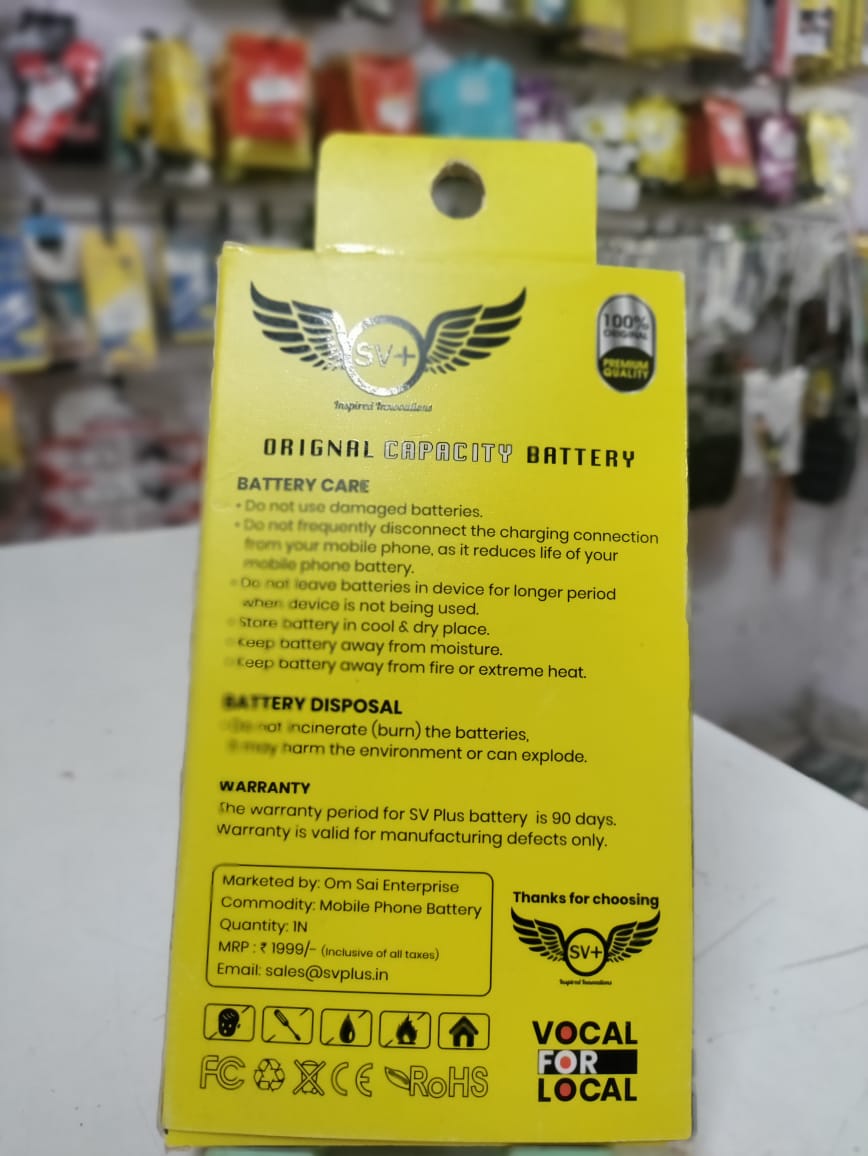 SV+
Inspired Innovations
100%
ORIGINAL
PREMIUM
QUALITY
ORIGNAL CAPACITY BATTERY
BATTERY CARE
• Do not use damaged batteries.
• Do not frequently disconnect the charging connection
from your mobile phone, as it reduces life of your
mobile phone battery.
• Do not leave batteries in device for longer period
when device is not being used.
• Store battery in cool & dry place.
• Keep battery away from moisture.
• Keep battery away from fire or extreme heat.
BATTERY DISPOSAL
• Do not incinerate (burn) the batteries,
It may harm the environment or can explode.
WARRANTY
The warranty period for SV Plus battery is 90 days.
Warranty is valid for manufacturing defects only.
Marketed by: Om Sai Enterprise
Commodity: Mobile Phone Battery
Quantity: 1N
MRP : ₹ 1999/- (Inclusive of all taxes)
Email: sales@svplus.in
Thanks for choosing
SV+
Inspired Innovations
FC CE RoHS
VOCAL
FOR
LOCAL